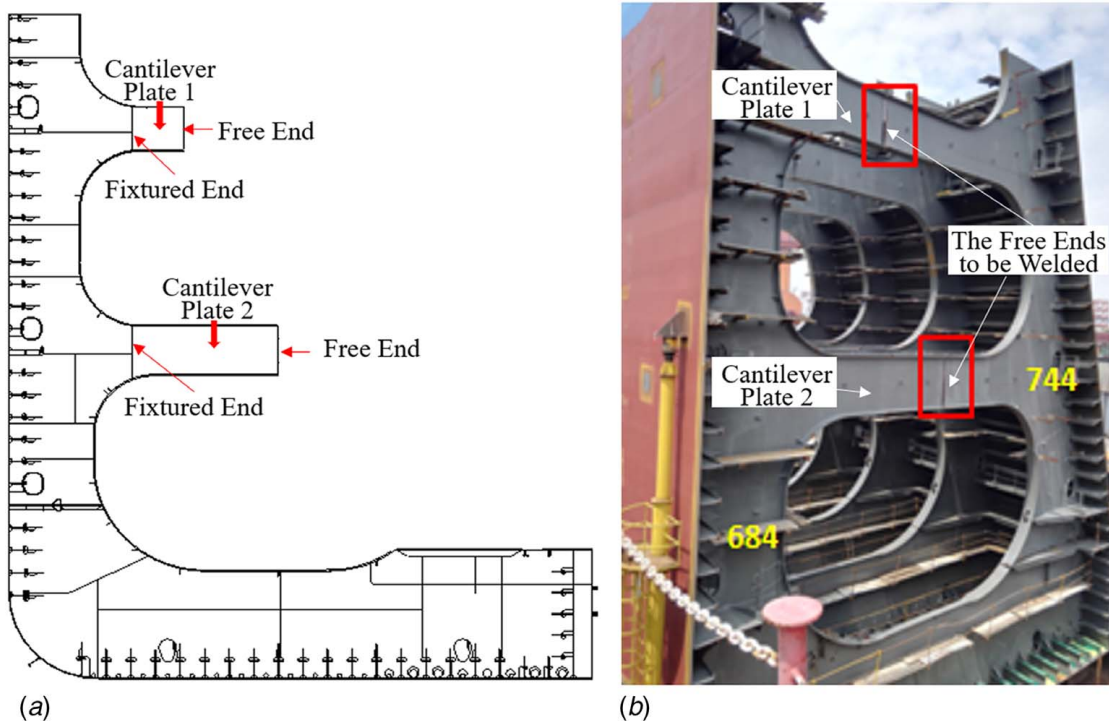 Cantilever
Plate 1
Free End
Fixtured End
Cantilever
Plate 2
Free End
Fixtured End
(a)
Cantilever
Plate 1
The Free Ends
to be Welded
Cantilever
Plate 2
744
684
(b)